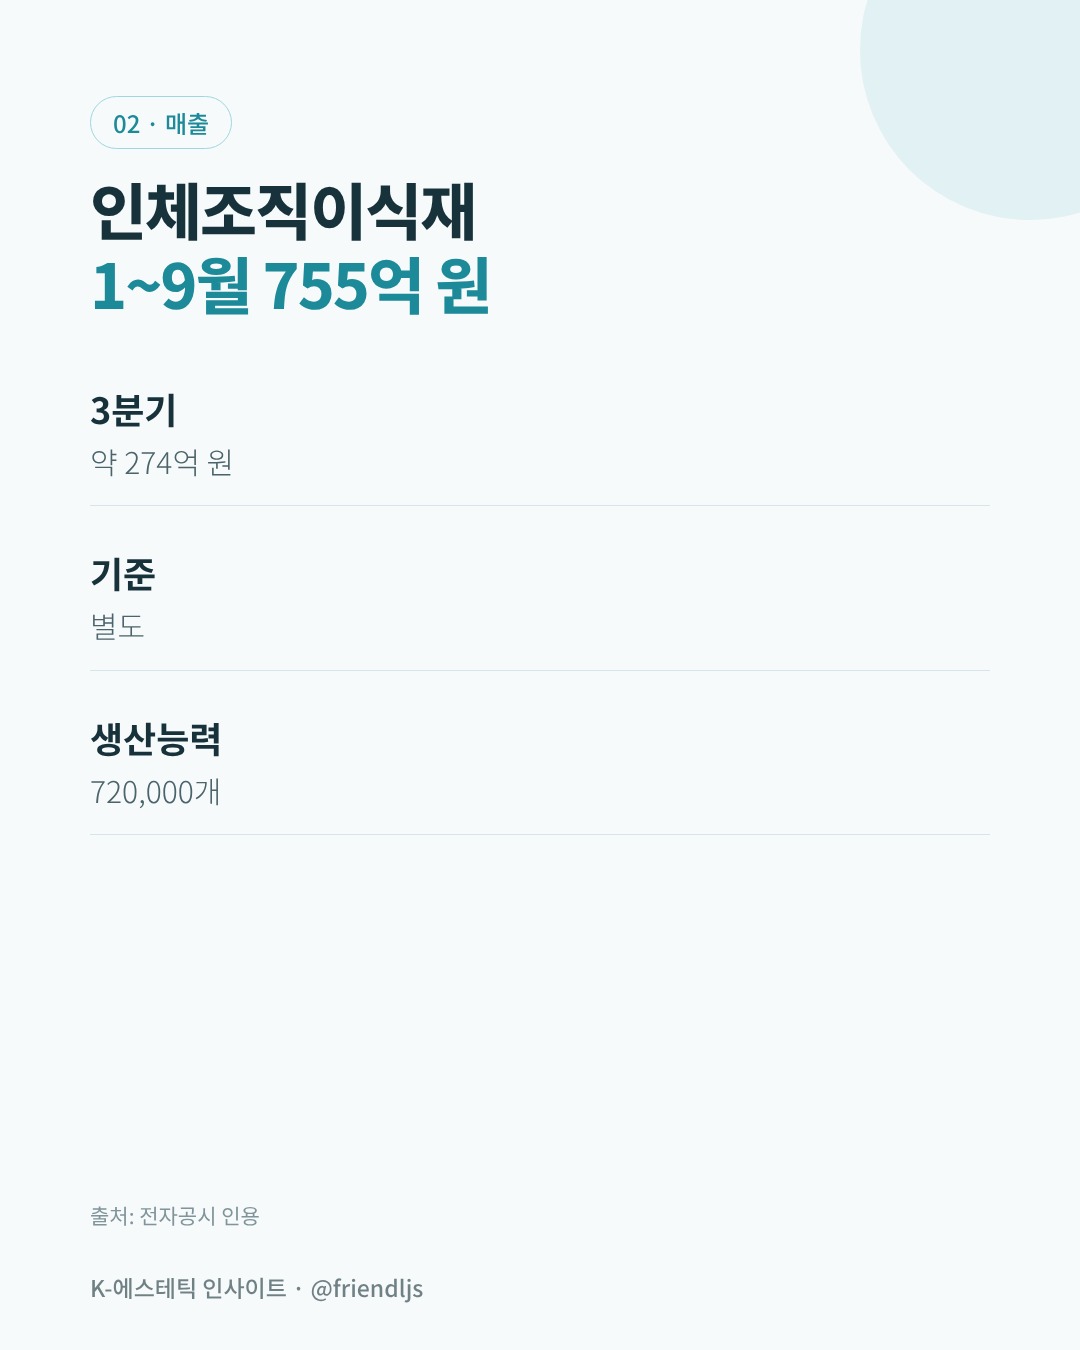 02 · 매출
인체조직이식재
1~9월 755억 원
3분기
약 274억 원
기준
별도
생산능력
720,000개
출처: 전자공시 인용
K-에스테틱 인사이트 · @friendljs